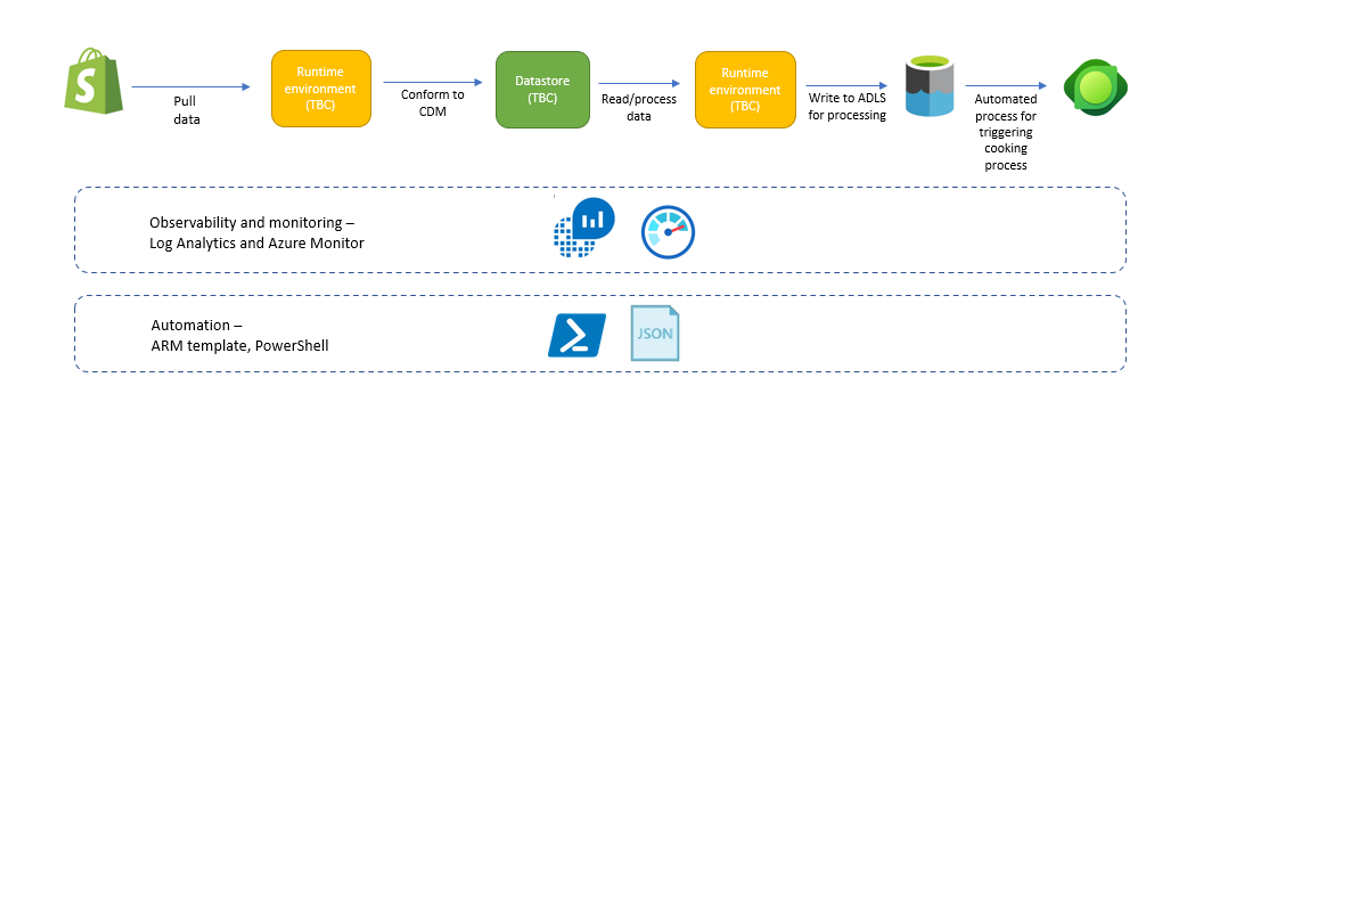 S
Pull
data
Runtime
environment
(TBC)
Conform to
CDM
Datastore
(TBC)
Read/process
data
Runtime
environment
(TBC)
Write to ADLS
for processing
Automated
process for
triggering
cooking
process
Observability and monitoring –
Log Analytics and Azure Monitor
Automation –
ARM template, PowerShell
JSON